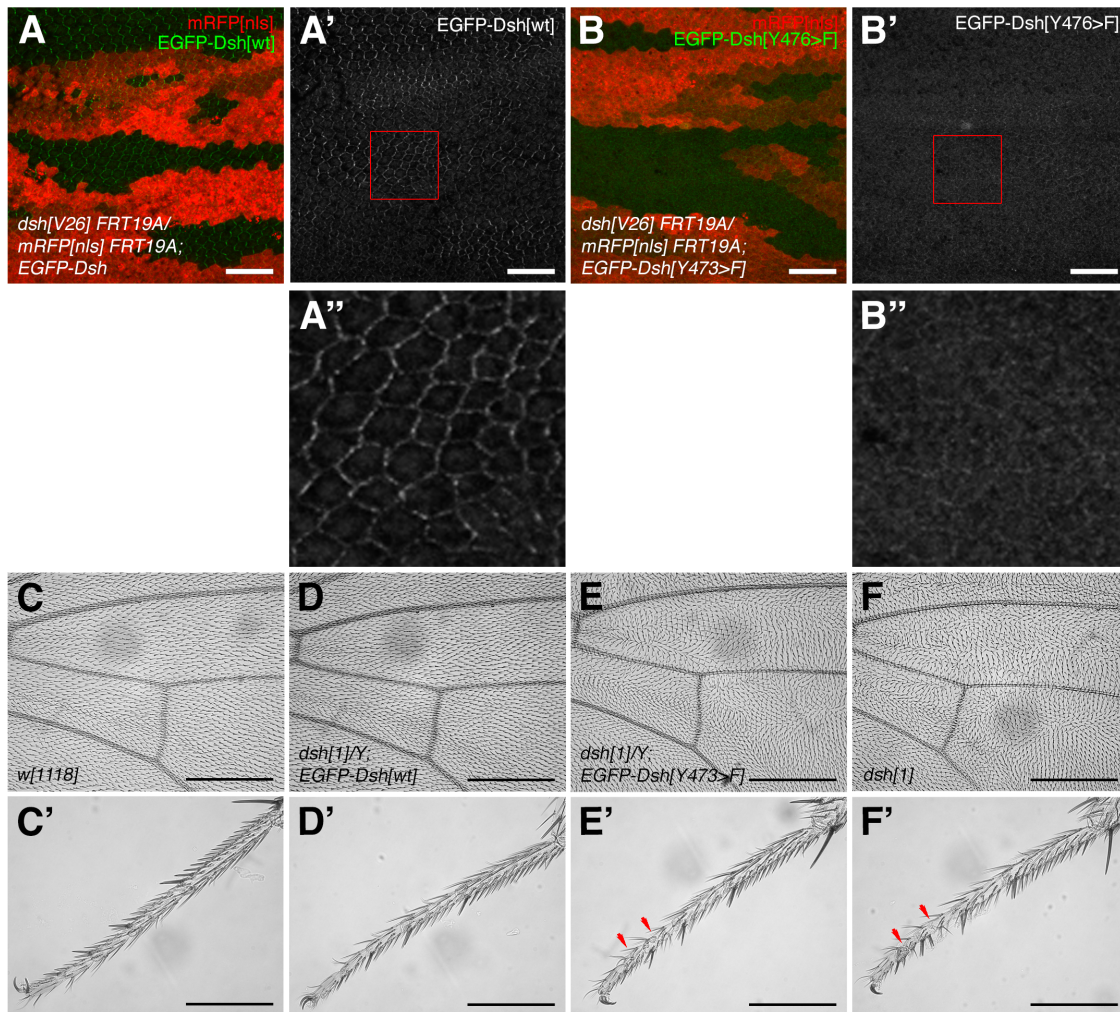 A
mRFP[nls]
EGFP-Dsh[wt]
dsh[V26] FRT19A/
mRFP[nls] FRT19A;
EGFP-Dsh
A'
EGFP-Dsh[wt]
B
mRFP[nls]
EGFP-Dsh[Y476>F]
dsh[V26] FRT19A/
mRFP[nls] FRT19A;
EGFP-Dsh[Y473>F]
B'
EGFP-Dsh[Y476>F]
A"
B"
C
w[1118]
D
dsh[1]/Y;
EGFP-Dsh[wt]
E
dsh[1]/Y;
EGFP-Dsh[Y473>F]
F
dsh[1]
C'
D'
E'
F'